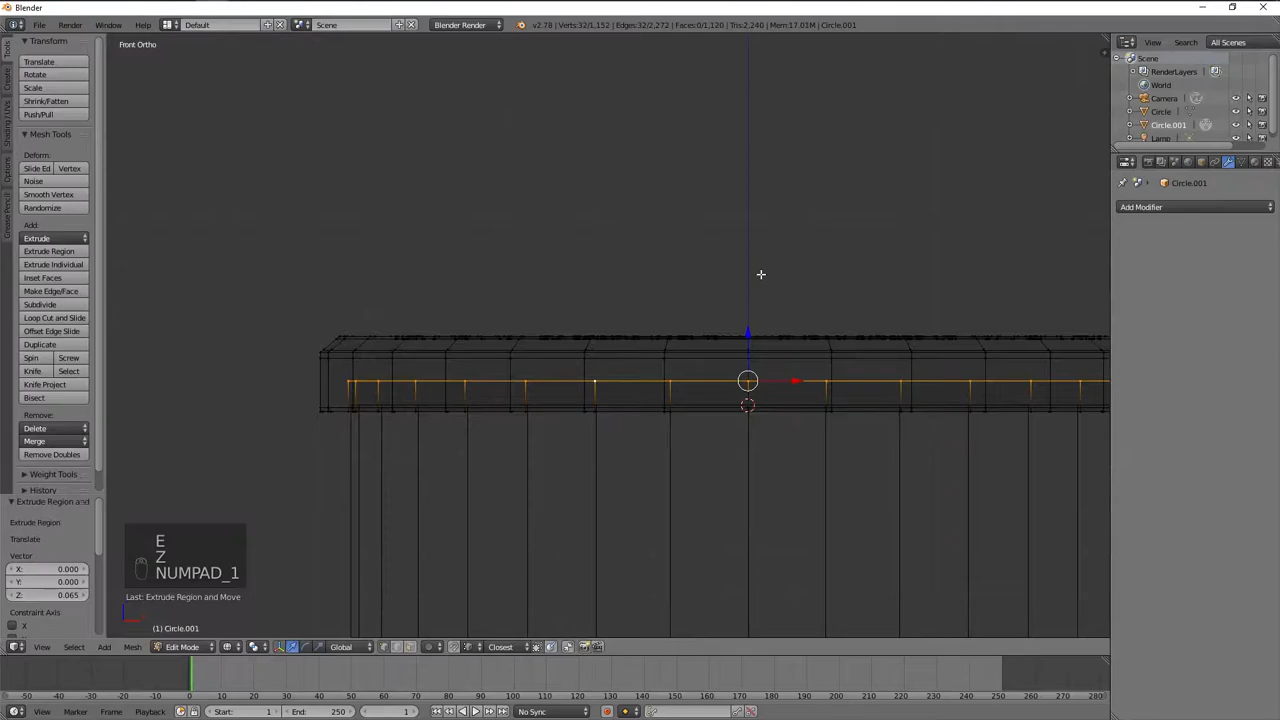 Blender
File Render Window Help Default Scene Blender Render v2.78 | Verts:32/1,152 | Edges:32/2,272 | Faces:0/1,120 | Tris:2,240 | Mem:17.01M | Circle.001
Transform
Translate
Rotate
Scale
Shrink/Fatten
Push/Pull
Mesh Tools
Deform:
Slide Ed Vertex
Noise
Smooth Vertex
Randomize
Add:
Extrude
Extrude Region
Extrude Individual
Inset Faces
Make Edge/Face
Subdivide
Loop Cut and Slide
Offset Edge Slide
Duplicate
Spin Screw
Knife Select
Knife Project
Bisect
Remove:
Delete
Merge
Remove Doubles
Weight Tools
History
Extrude Region and
Extrude Region
Translate
Vector
X: 0.000
Y: 0.000
Z: 0.065
Constraint Axis
X
Tools
Create
Shading / UVs
Options
Grease Pencil
Front Ortho
E
Z
NUMPAD_1
Last: Extrude Region and Move
(1) Circle.001
View Search All Scenes
Scene
RenderLayers
World
Camera
Circle
Circle.001
Lamp
Circle.001
Add Modifier
View Select Add Mesh Edit Mode Global Closest
-50 -40 -30 -20 -10 0 10 20 30 40 50 60 70 80 90 100 110 120 130 140 150 160 170 180 190 200 210 220 230 240 250 260 270 280
View Marker Frame Playback Start: 1 End: 250 1 No Sync